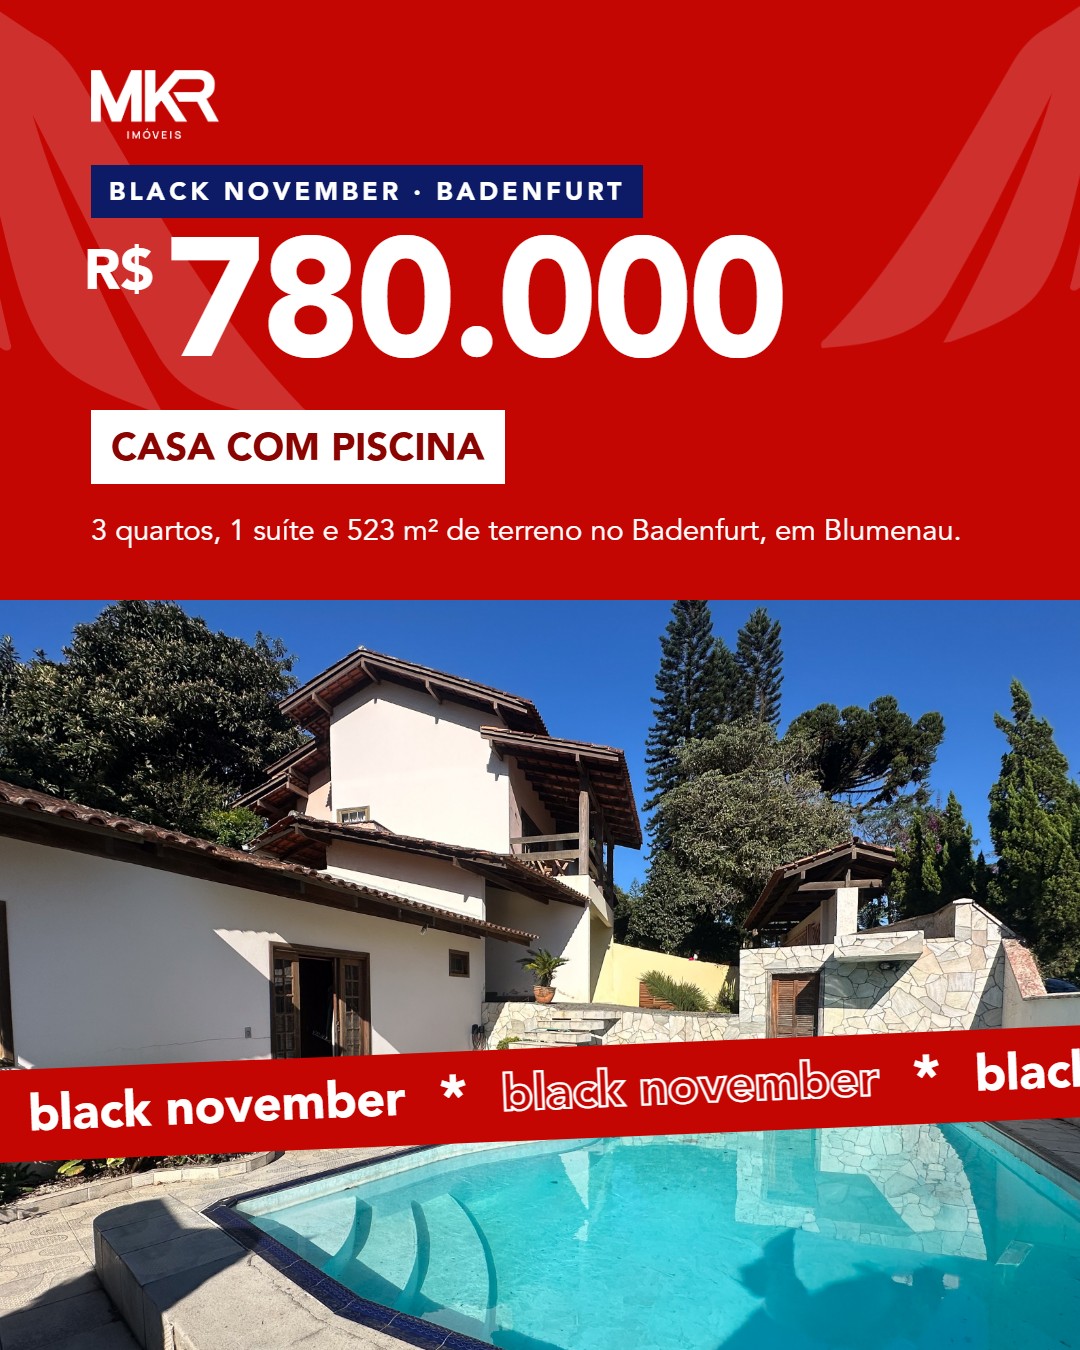 MKR
IMÓVEIS
BLACK NOVEMBER · BADENFURT
R$ 780.000
CASA COM PISCINA
3 quartos, 1 suíte e 523 m² de terreno no Badenfurt, em Blumenau.
black november * black november * black